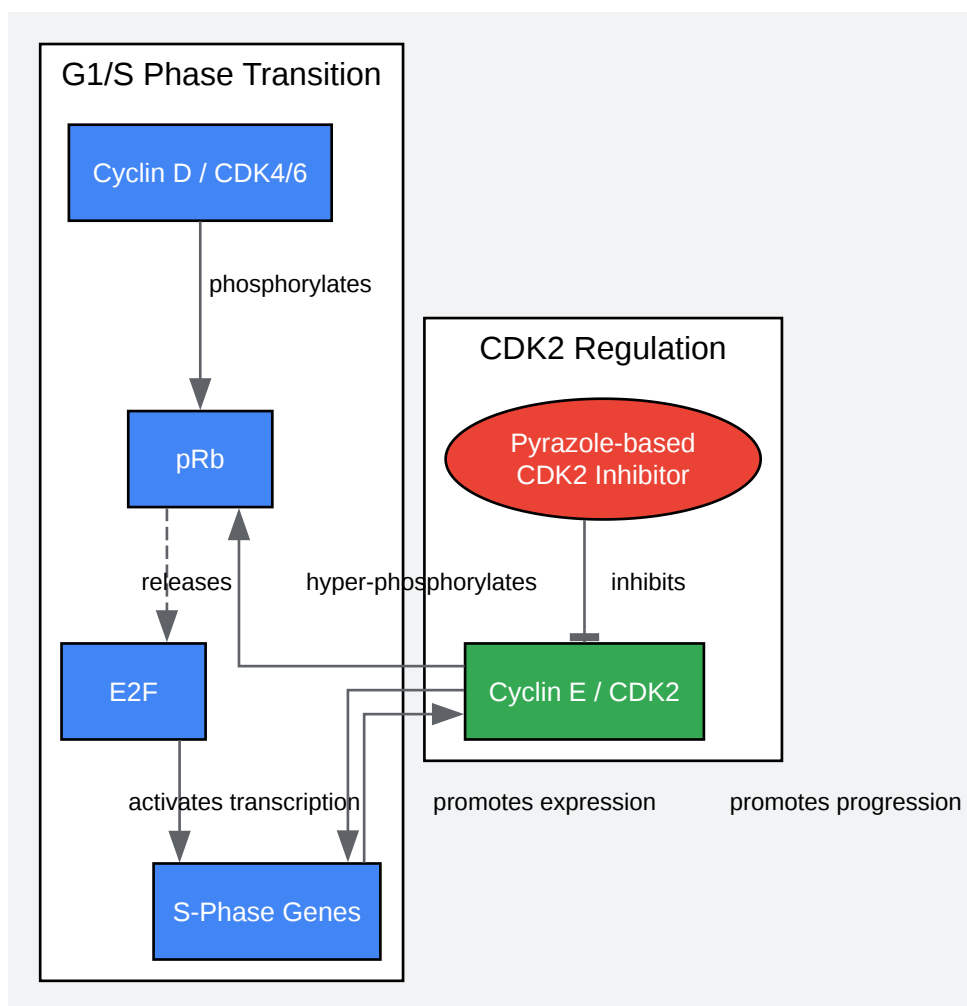 G1/S Phase Transition
Cyclin D / CDK4/6
phosphorylates
CDK2 Regulation
pRb
Pyrazole-based
CDK2 Inhibitor
releases
hyper-phosphorylates
inhibits
E2F
Cyclin E / CDK2
activates transcription
promotes expression
promotes progression
S-Phase Genes